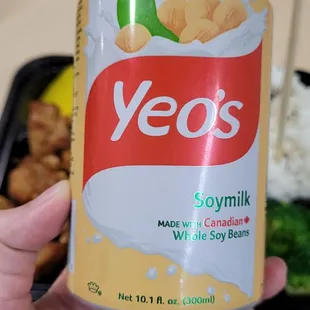 Yeo's
Soymilk
MADE WITH Canadian
Whole Soy Beans
Net 10.1 fl. oz. (300ml)